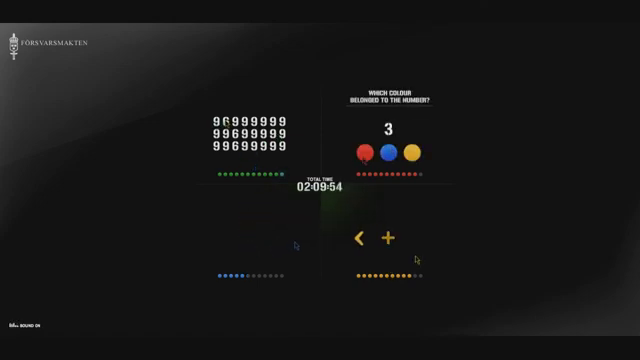 FÖRSVARSMAKTEN
WHICH COLOUR
BELONGED TO THE NUMBER?
96999999
99699999
99699999
3
TOTAL TIME
02:09:54
< +
SOUND ON